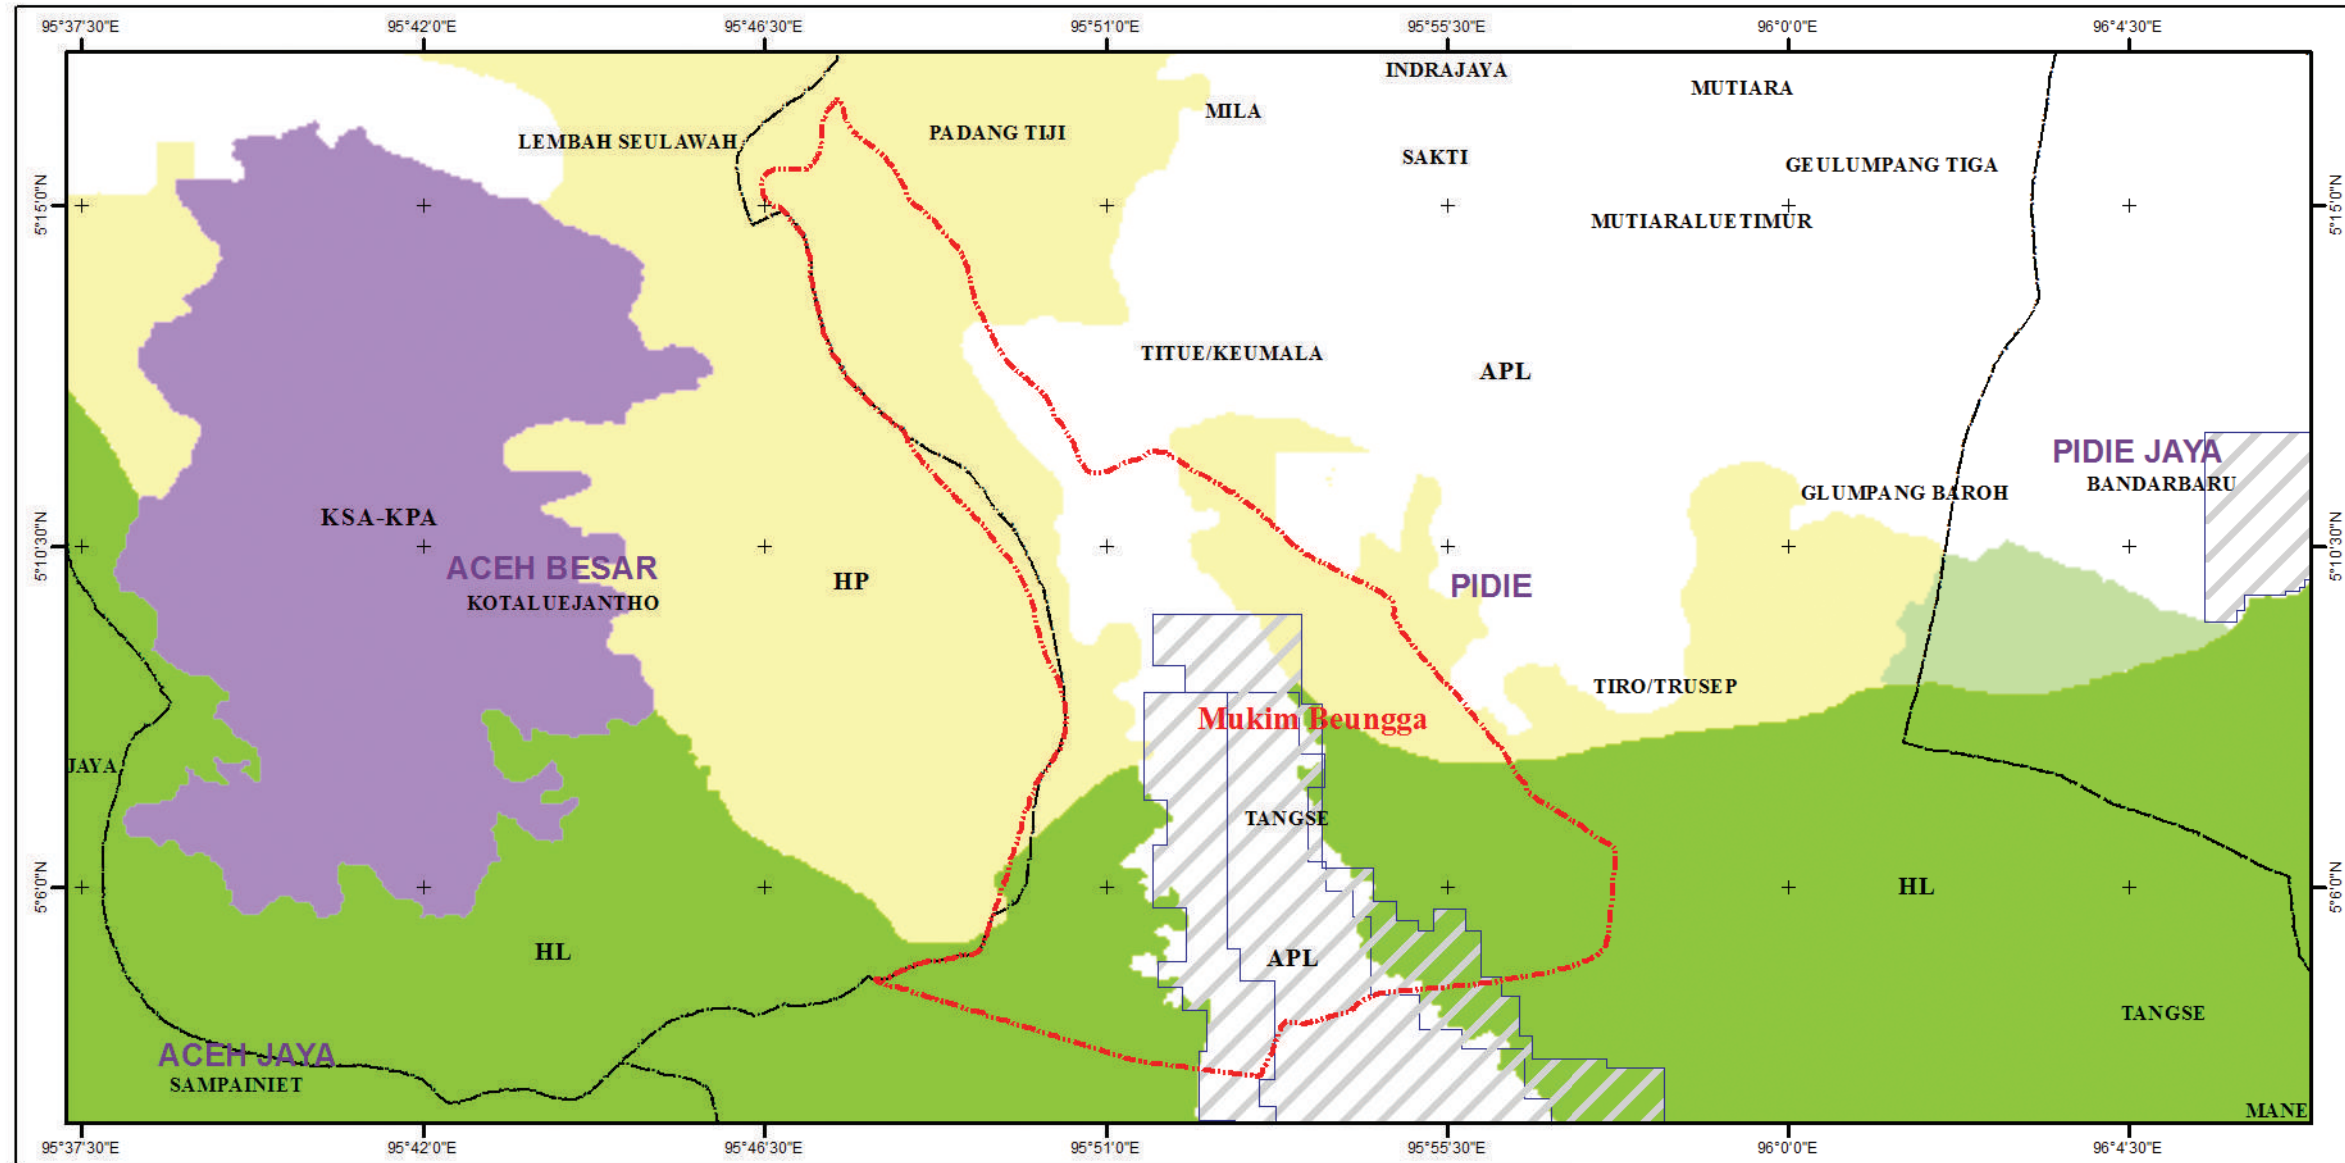 95°37'30"E
95°42'0"E
95°46'30"E
95°51'0"E
95°55'30"E
96°0'0"E
96°4'30"E
INDRAJAYA
MUTIARA
MILA
PADANG TIJI
LEMBAH SEULAWAH
SAKTI
GEULUMPANG TIGA
5°15'0"N
5°15'0"N
MUTIARALUETIMUR
TITUE/KEUMALA
APL
PIDIE JAYA
BANDARBARU
GLUMPANG BAROH
KSA-KPA
5°10'30"N
5°10'30"N
ACEH BESAR
HP
PIDIE
KOTALUEJANTHO
TIRO/TRUSEP
Mukim Beungga
JAYA
TANGSE
5°6'0"N
HL
5°6'0"N
HL
APL
TANGSE
ACEH JAYA
SAMPAINIET
MANE
95°37'30"E
95°42'0"E
95°46'30"E
95°51'0"E
95°55'30"E
96°0'0"E
96°4'30"E